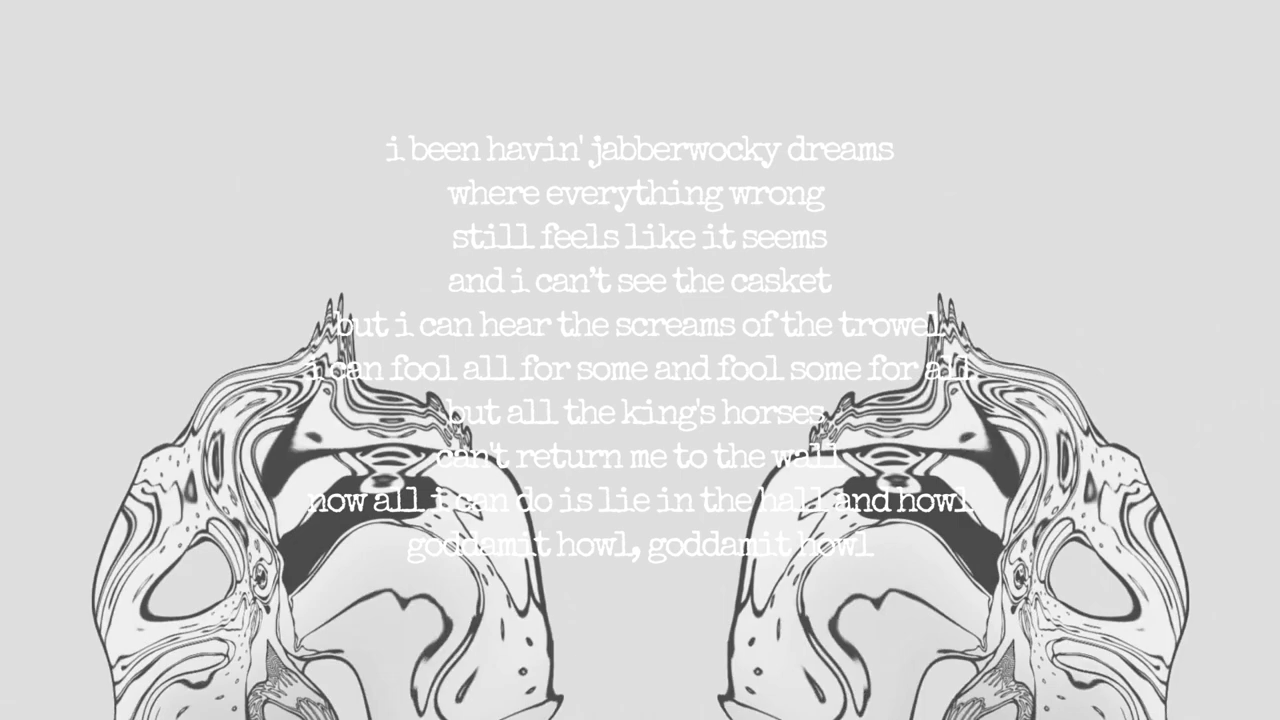 i been havin' jabberwocky dreams
where everything wrong
still feels like it seems
and i can’t see the casket
but i can hear the screams of the trowel
i can fool all for some and fool some for all
but all the king's horses
can't return me to the wall
now all i can do is lie in the hall and howl
goddamit howl, goddamit howl